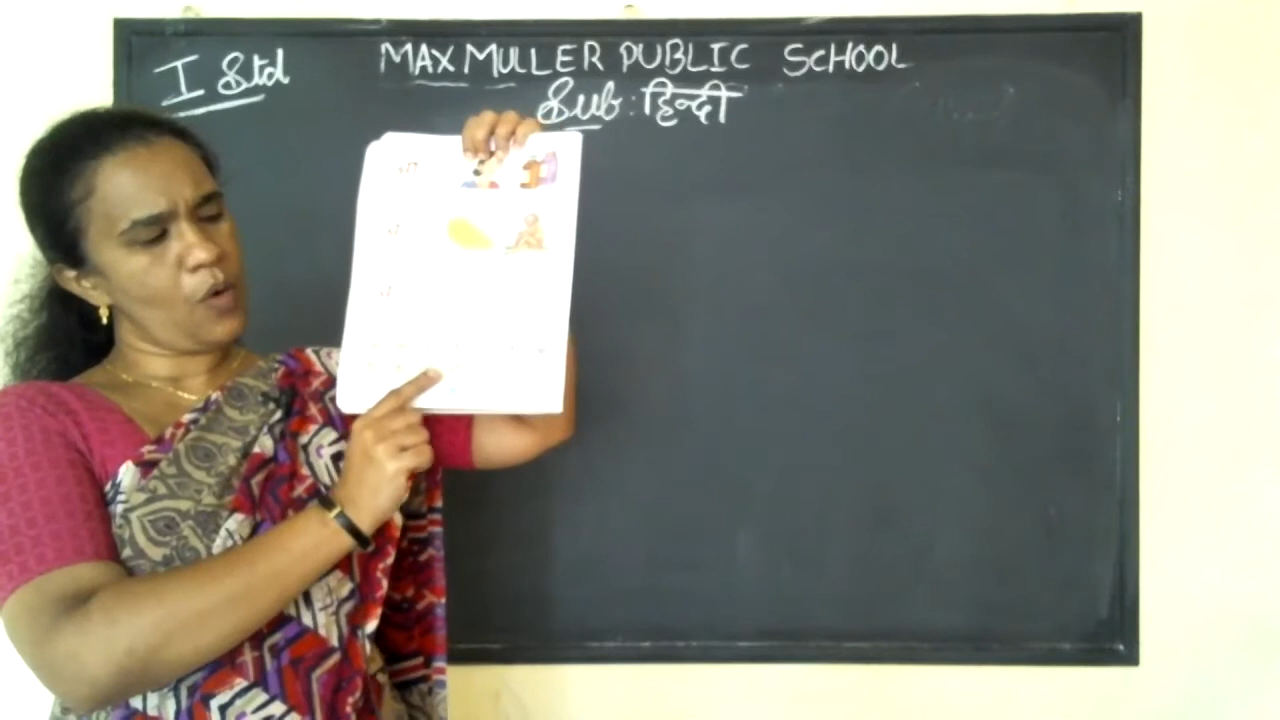 I Std
MAX MULLER PUBLIC SCHOOL
Sub : हिन्दी